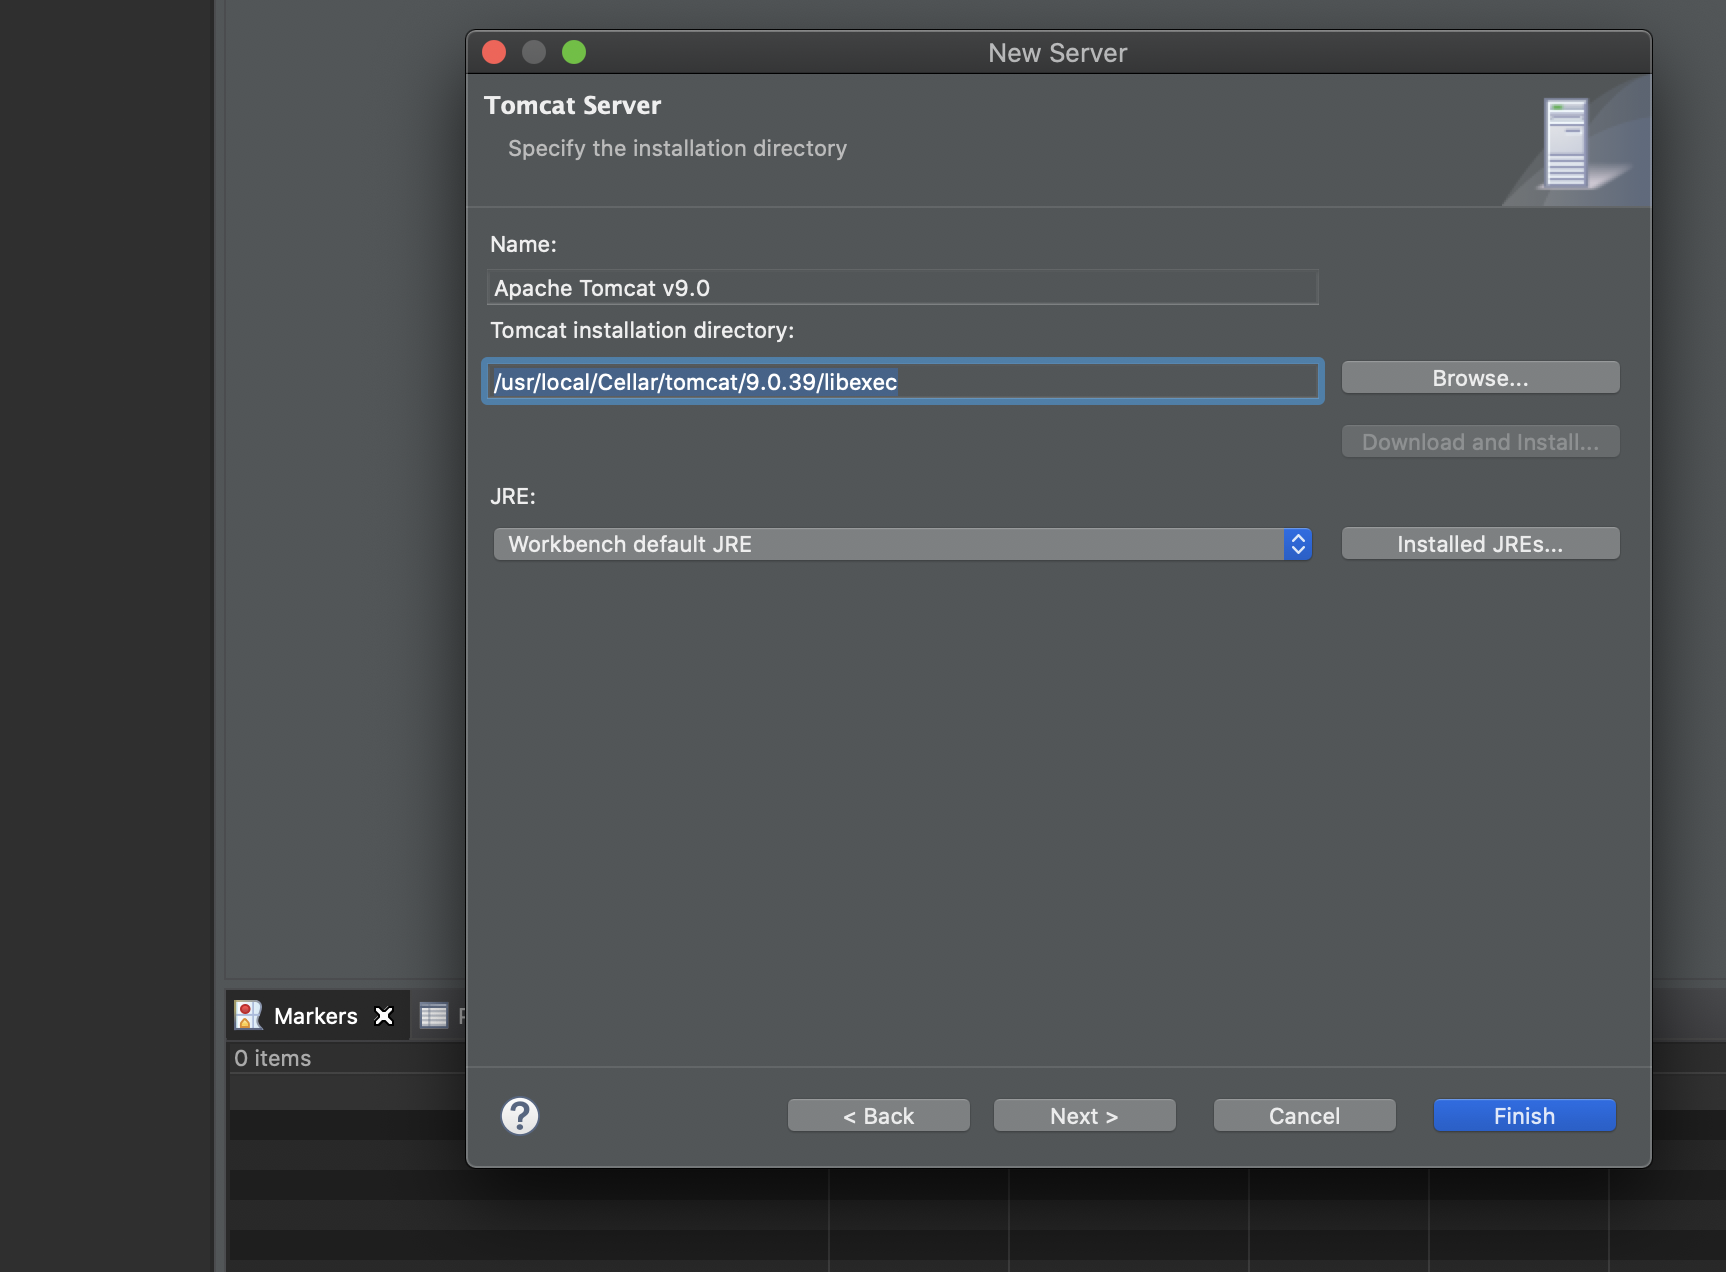 New Server
Tomcat Server
Specify the installation directory
Name:
Apache Tomcat v9.0
Tomcat installation directory:
/usr/local/Cellar/tomcat/9.0.39/libexec
Browse...
Download and Install...
JRE:
Workbench default JRE
Installed JREs...
Markers
0 items
?
< Back
Next >
Cancel
Finish